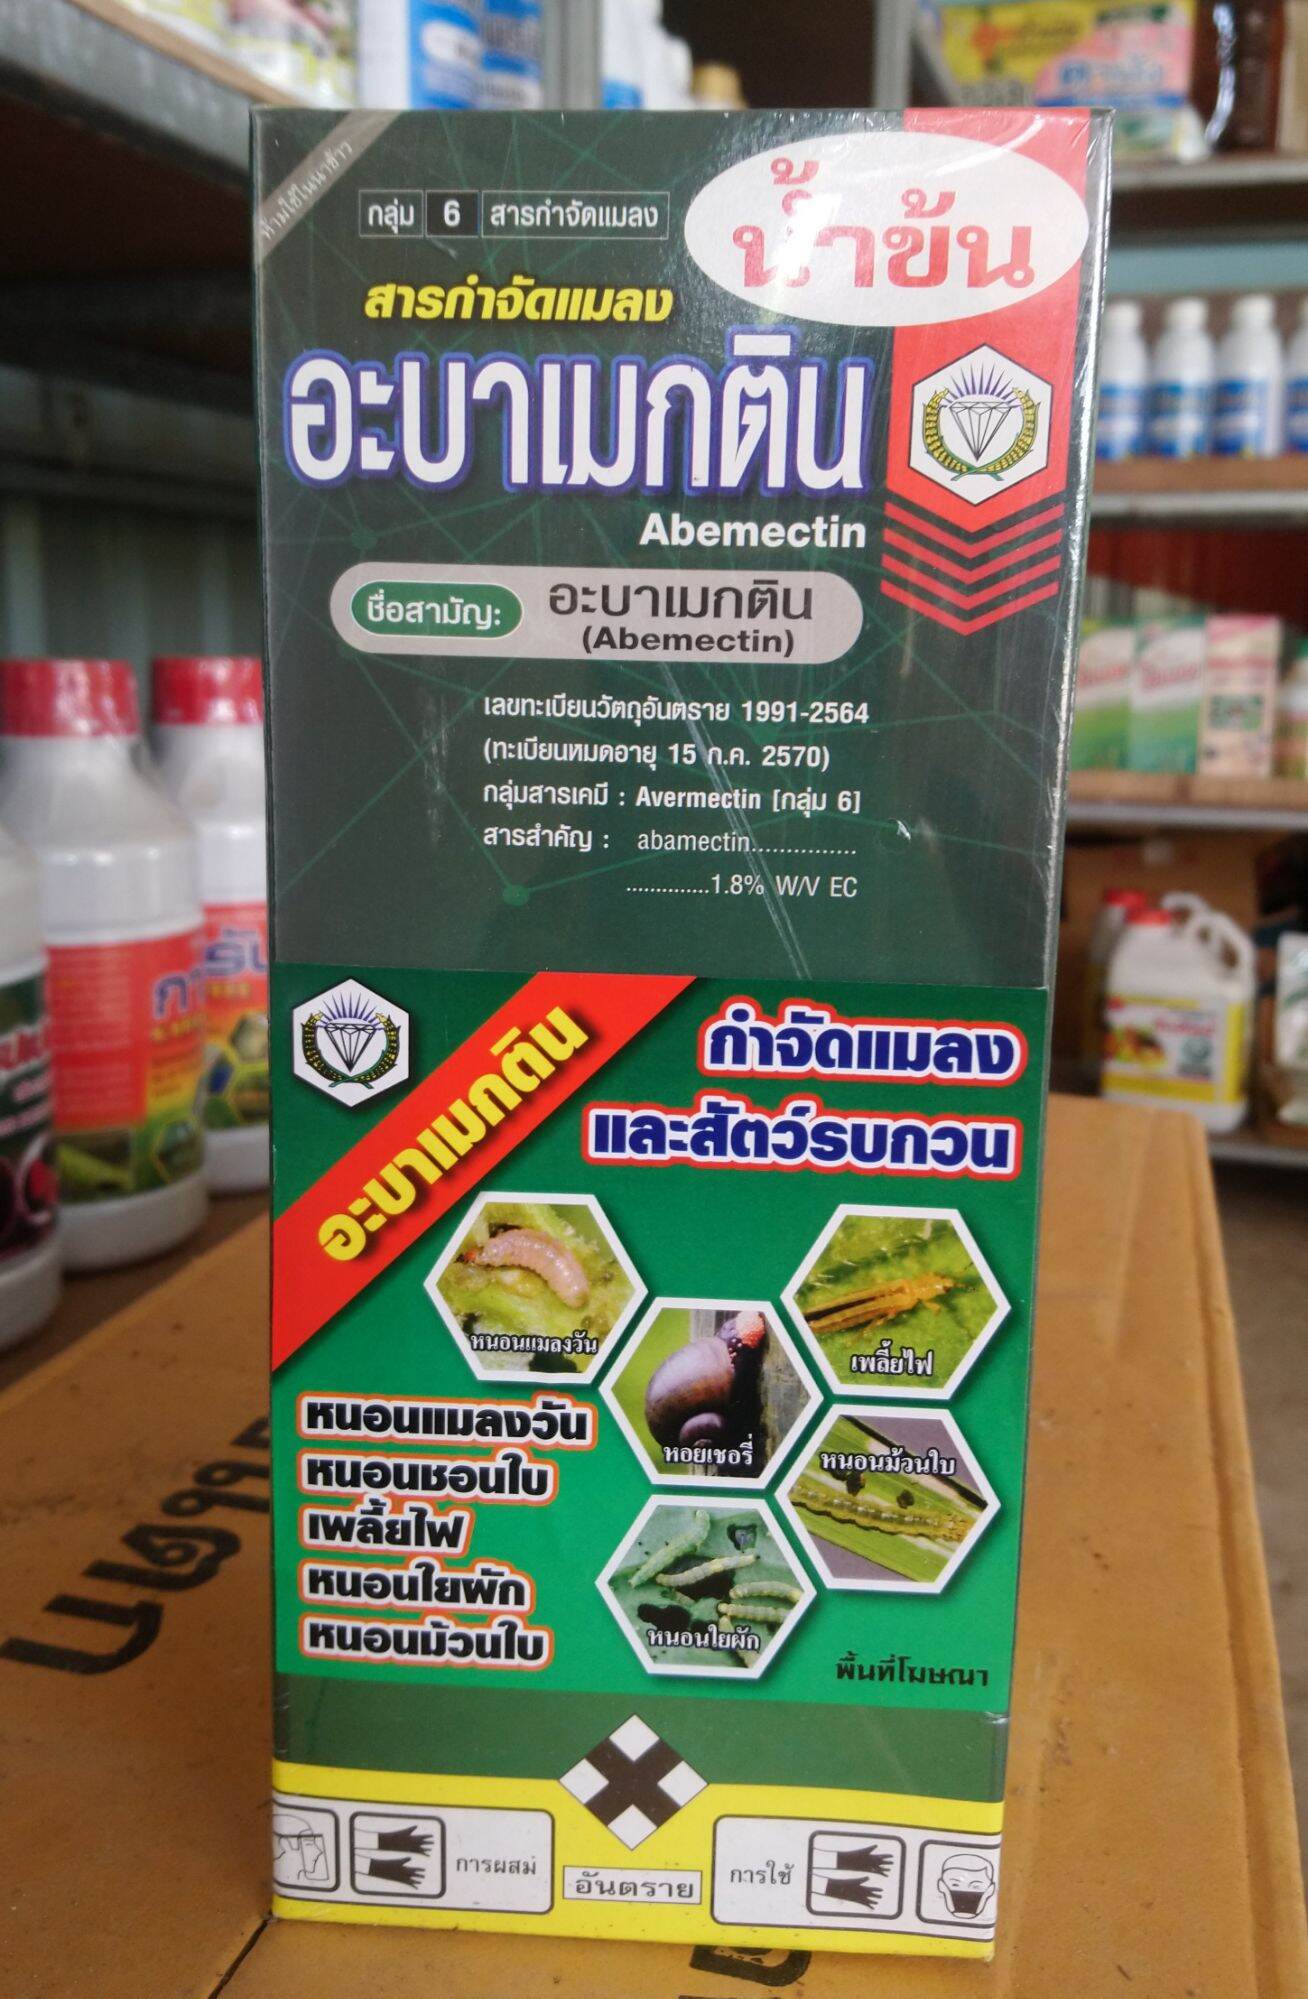 ห้ามใช้ในนาข้าว
กลุ่ม 6 สารกำจัดแมลง
น้ำข้น
สารกำจัดแมลง
อะบาเมกติน
Abemectin
ชื่อสามัญ: อะบาเมกติน
(Abemectin)
เลขทะเบียนวัตถุอันตราย 1991-2564
(ทะเบียนหมดอายุ 15 ก.ค. 2570)
กลุ่มสารเคมี : Avermectin [กลุ่ม 6]
สารสำคัญ : abamectin...............
..............1.8% W/V EC
อะบาเมกติน
กำจัดแมลง
และสัตว์รบกวน
หนอนแมลงวัน
เพลี้ยไฟ
หอยเชอรี่
หนอนม้วนใบ
หนอนใยผัก
หนอนแมลงวัน
หนอนชอนใบ
เพลี้ยไฟ
หนอนใยผัก
หนอนม้วนใบ
พื้นที่โฆษณา
การผสม
อันตราย
การใช้